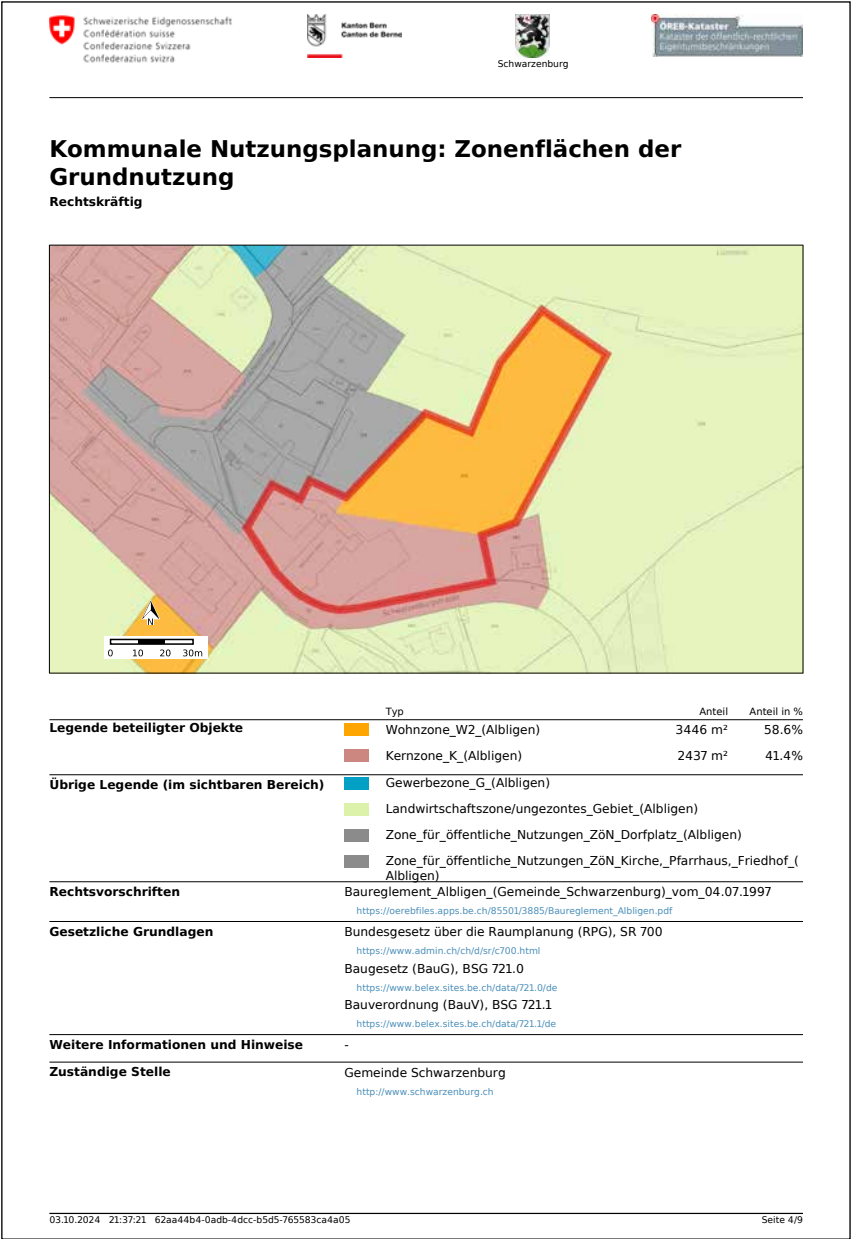 Schweizerische Eidgenossenschaft
Confédération suisse
Confederazione Svizzera
Confederaziun svizra
Kanton Bern
Canton de Berne
Schwarzenburg
ÖREB-Kataster
Kataster der öffentlich-rechtlichen
Eigentumsbeschränkungen
Kommunale Nutzungsplanung: Zonenflächen der
Grundnutzung
Rechtskräftig
N
0 10 20 30m
Typ Anteil Anteil in %
Legende beteiligter Objekte Wohnzone_W2_(Albligen) 3446 m² 58.6%
Kernzone_K_(Albligen) 2437 m² 41.4%
Übrige Legende (im sichtbaren Bereich) Gewerbezone_G_(Albligen)
Landwirtschaftszone/ungezontes_Gebiet_(Albligen)
Zone_für_öffentliche_Nutzungen_ZöN_Dorfplatz_(Albligen)
Zone_für_öffentliche_Nutzungen_ZöN_Kirche,_Pfarrhaus,_Friedhof_(
Albligen)
Rechtsvorschriften Baureglement_Albligen_(Gemeinde_Schwarzenburg)_vom_04.07.1997
https://oerebfiles.apps.be.ch/85501/3885/Baureglement_Albligen.pdf
Gesetzliche Grundlagen Bundesgesetz über die Raumplanung (RPG), SR 700
https://www.admin.ch/ch/d/sr/c700.html
Baugesetz (BauG), BSG 721.0
https://www.belex.sites.be.ch/data/721.0/de
Bauverordnung (BauV), BSG 721.1
https://www.belex.sites.be.ch/data/721.1/de
Weitere Informationen und Hinweise -
Zuständige Stelle Gemeinde Schwarzenburg
http://www.schwarzenburg.ch
03.10.2024 21:37:21 62aa44b4-0adb-4dcc-b5d5-765583ca4a05 Seite 4/9